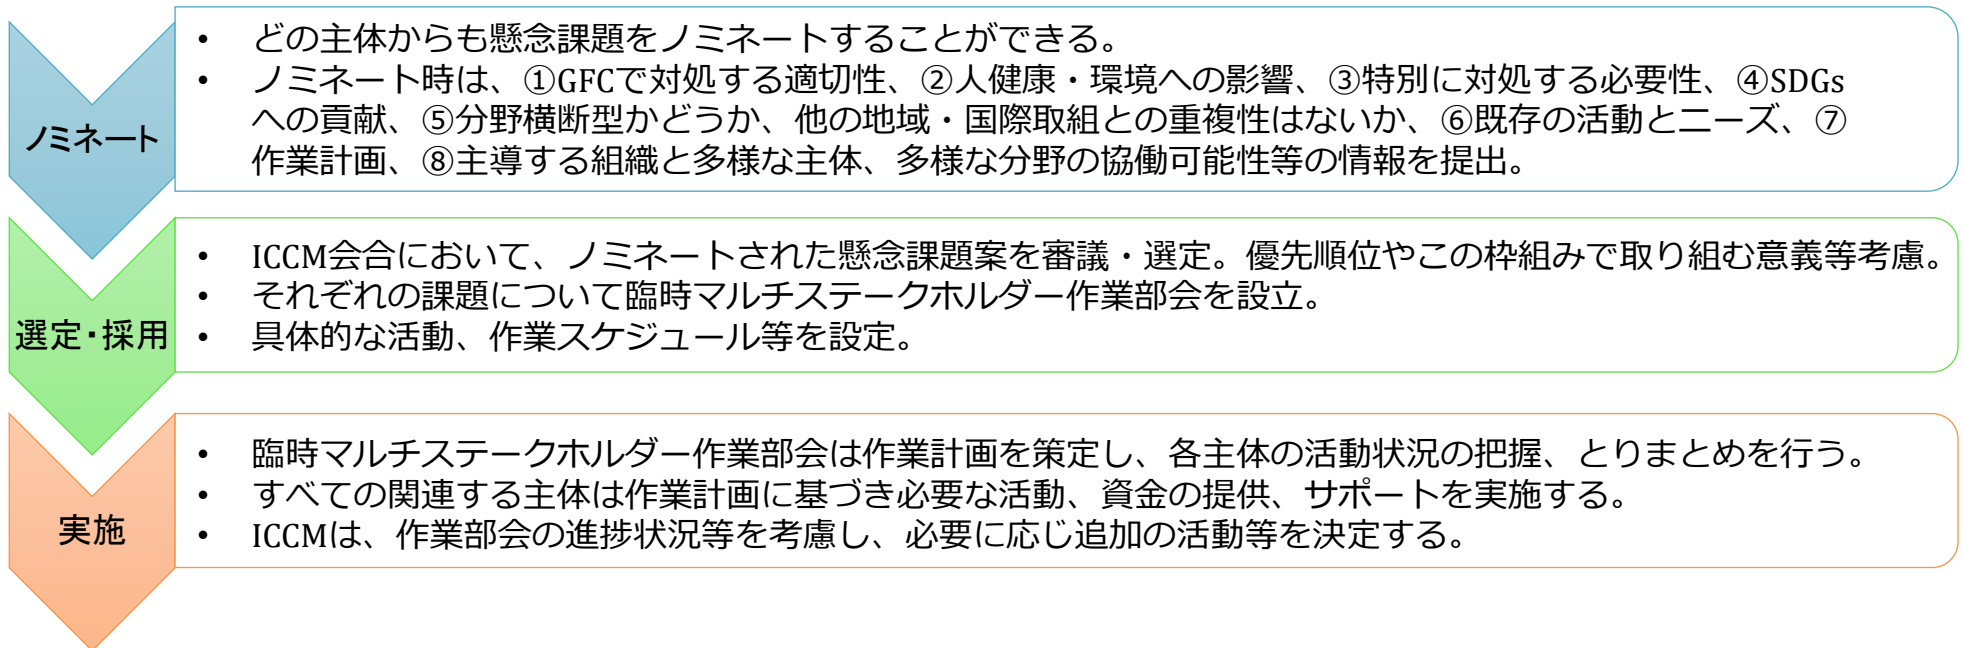 ノミネート
• どの主体からも懸念課題をノミネートすることができる。
• ノミネート時は、①GFCで対処する適切性、②人健康・環境への影響、③特別に対処する必要性、④SDGs
への貢献、⑤分野横断型かどうか、他の地域・国際取組との重複性はないか、⑥既存の活動とニーズ、⑦
作業計画、⑧主導する組織と多様な主体、多様な分野の協働可能性等の情報を提出。
選定・採用
• ICCM会合において、ノミネートされた懸念課題案を審議・選定。優先順位やこの枠組みで取り組む意義等考慮。
• それぞれの課題について臨時マルチステークホルダー作業部会を設立。
• 具体的な活動、作業スケジュール等を設定。
実施
• 臨時マルチステークホルダー作業部会は作業計画を策定し、各主体の活動状況の把握、とりまとめを行う。
• すべての関連する主体は作業計画に基づき必要な活動、資金の提供、サポートを実施する。
• ICCMは、作業部会の進捗状況等を考慮し、必要に応じ追加の活動等を決定する。